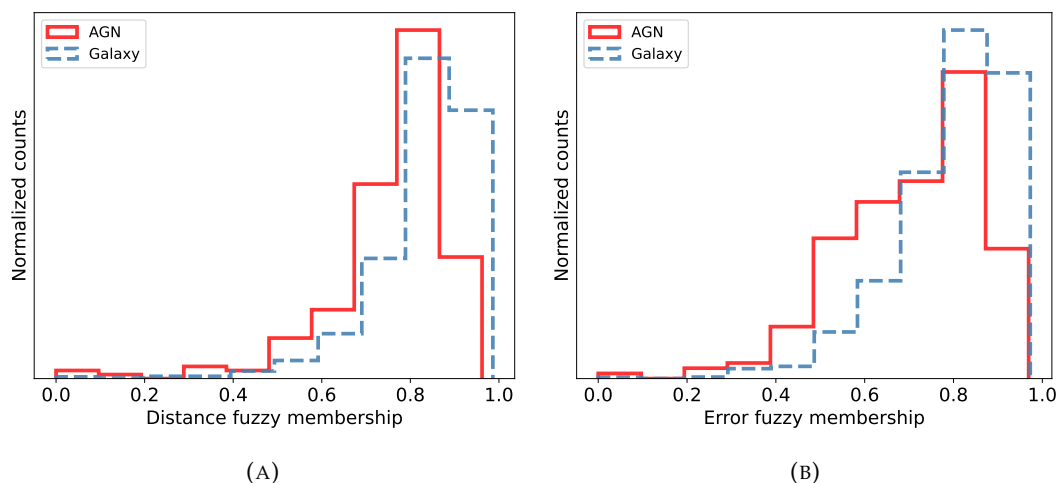 AGN
Galaxy
Normalized counts
0.0 0.2 0.4 0.6 0.8 1.0
Distance fuzzy membership
(A)
AGN
Galaxy
Normalized counts
0.0 0.2 0.4 0.6 0.8 1.0
Error fuzzy membership
(B)